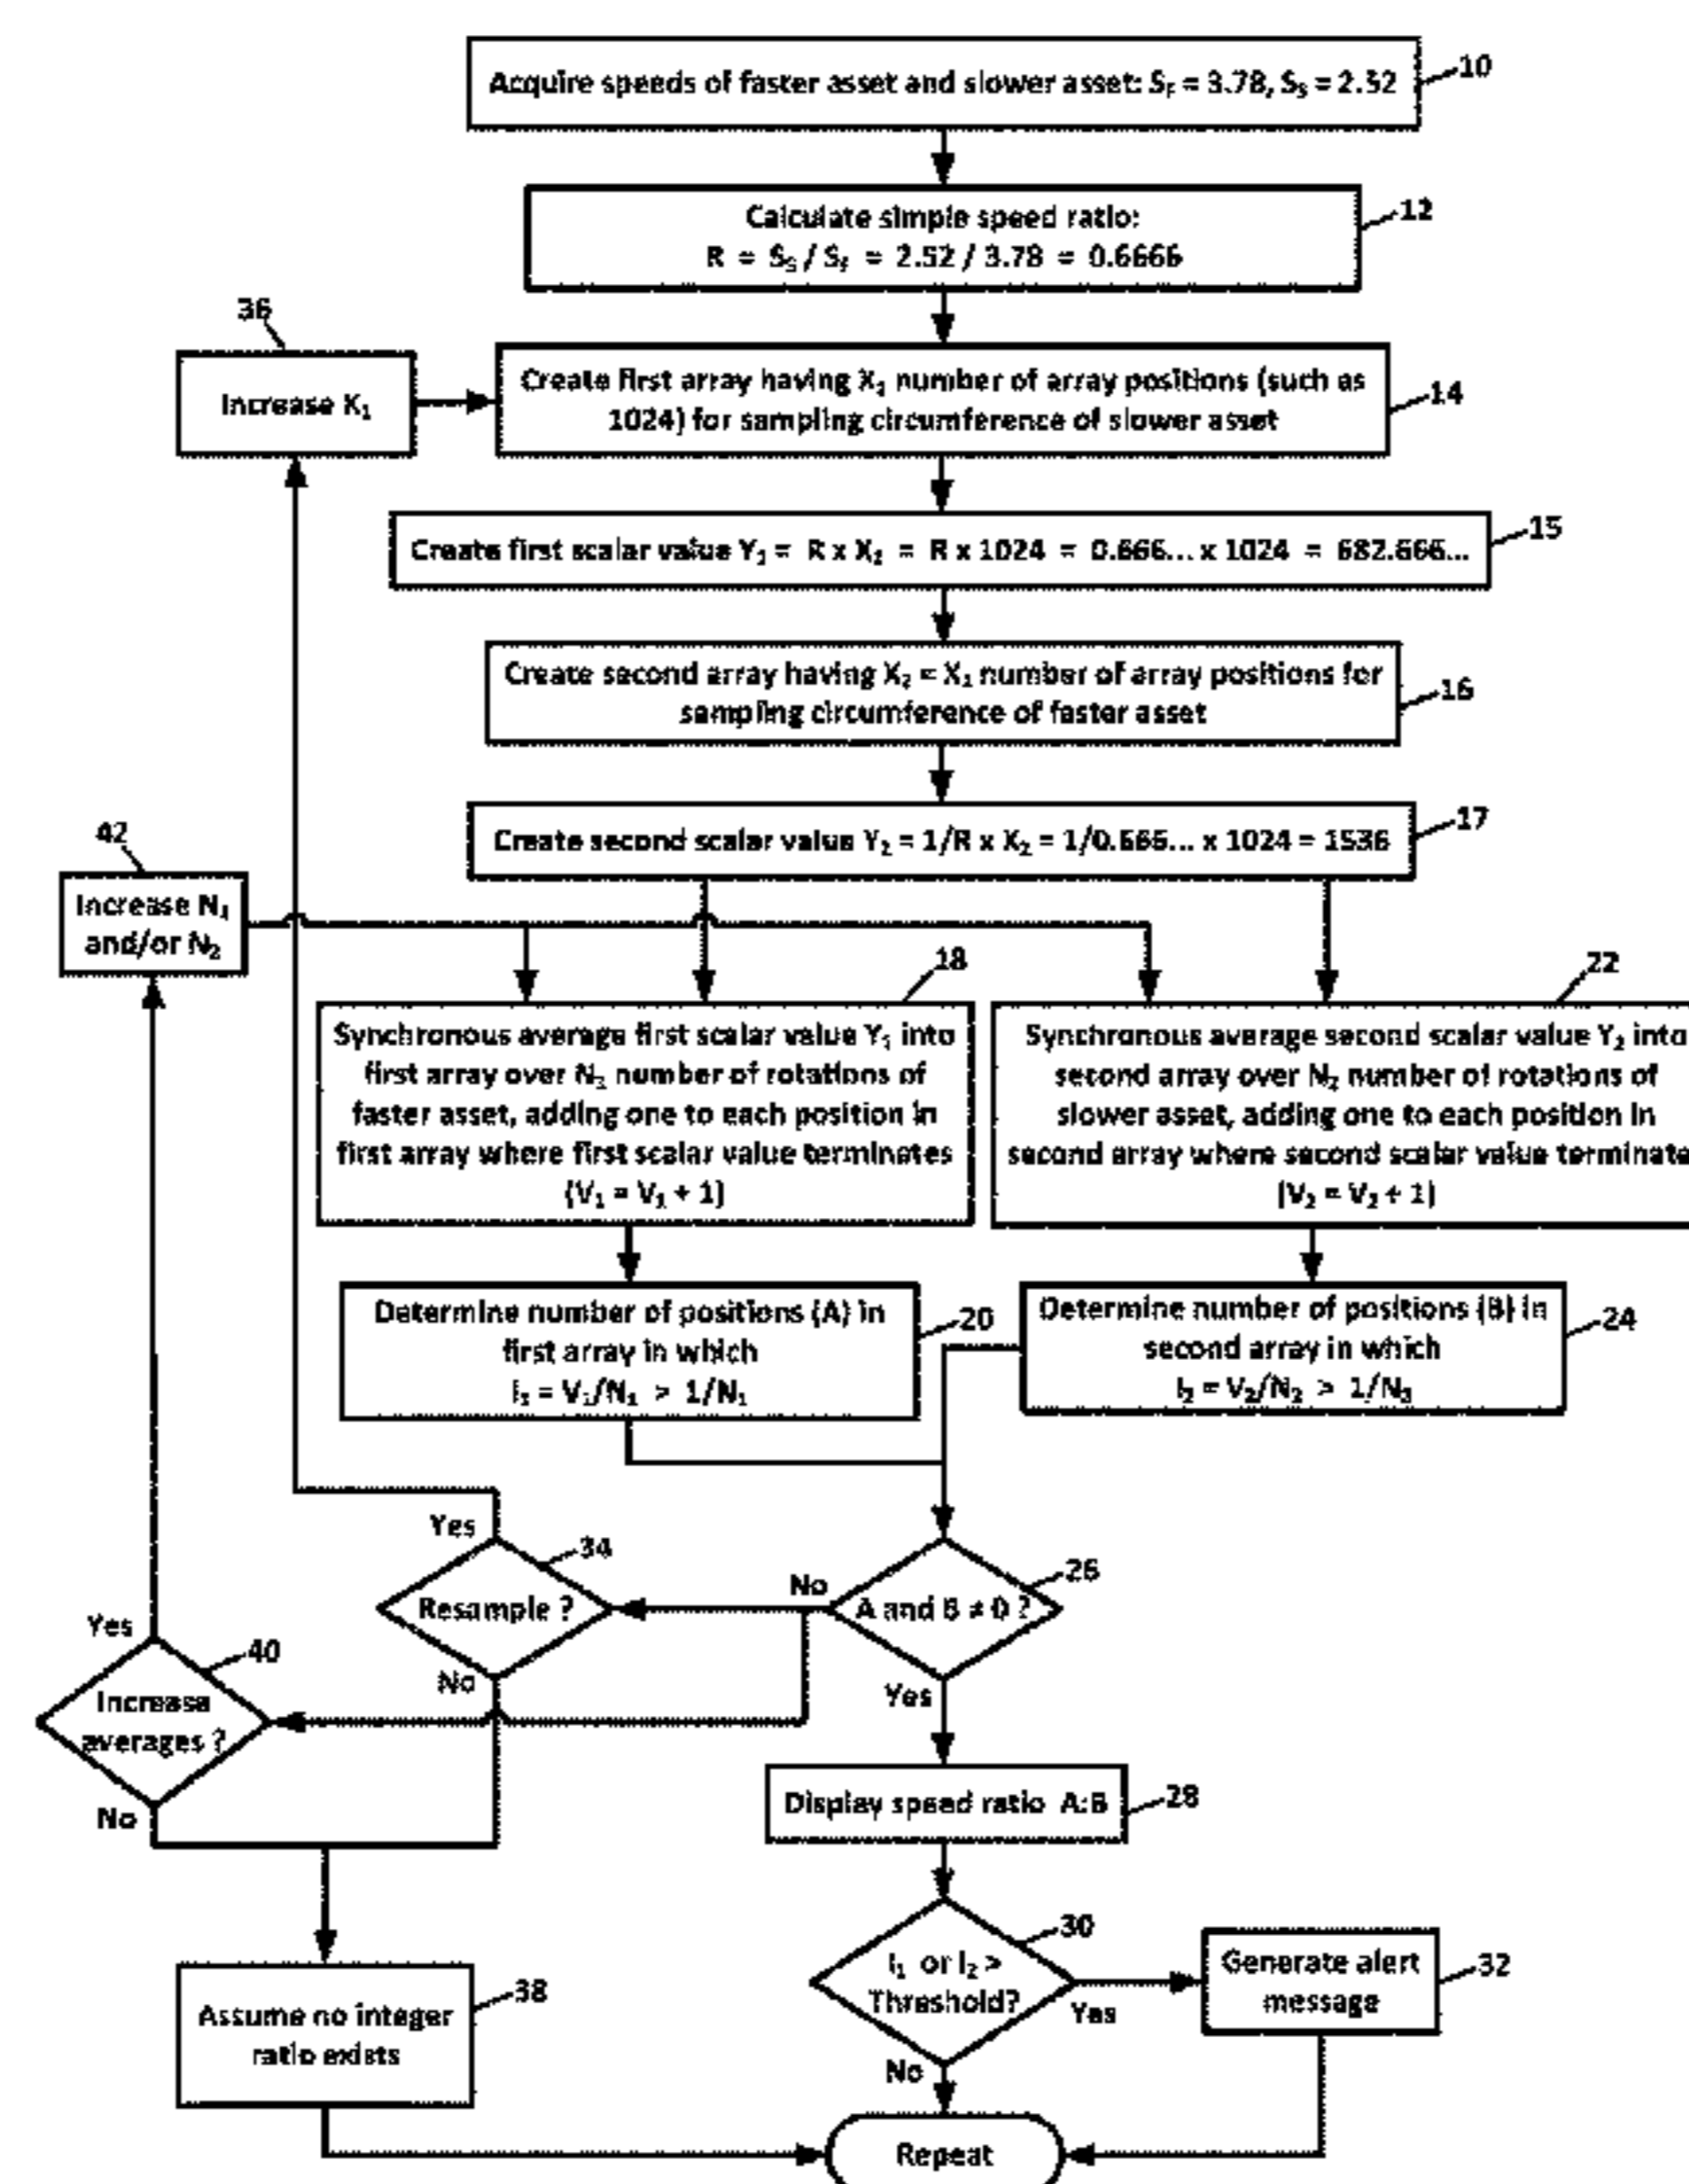 Acquire speeds of faster asset and slower asset: S_F = 3.78, S_S = 2.52
10
Calculate simple speed ratio:
R = S_S / S_F = 2.52 / 3.78 = 0.6666
12
36
Increase K₁
Create first array having X₁ number of array positions (such as
1024) for sampling circumference of slower asset
14
Create first scalar value Y₁ = R x X₁ = R x 1024 = 0.666... x 1024 = 682.666...
15
Create second array having X₂ = X₁ number of array positions for
sampling circumference of faster asset
16
Create second scalar value Y₂ = 1/R x X₂ = 1/0.666... x 1024 = 1536
17
42
Increase N₁
and/or N₂
18
Synchronous average first scalar value Y₁ into
first array over N₁ number of rotations of
faster asset, adding one to each position in
first array where first scalar value terminates
(V₁ = V₁ + 1)
22
Synchronous average second scalar value Y₂ into
second array over N₂ number of rotations of
slower asset, adding one to each position in
second array where second scalar value terminate
(V₂ = V₂ + 1)
Determine number of positions (A) in
first array in which
I₁ = V₁/N₁ > 1/N₁
20
Determine number of positions (B) in
second array in which
I₂ = V₂/N₂ > 1/N₂
24
Yes
34
Resample ?
No
No
26
A and B ≠ 0 ?
Yes
Yes
40
Increase
averages ?
No
Display speed ratio A:B
28
30
I₁ or I₂ >
Threshold?
Yes
No
Generate alert
message
32
Assume no integer
ratio exists
38
Repeat